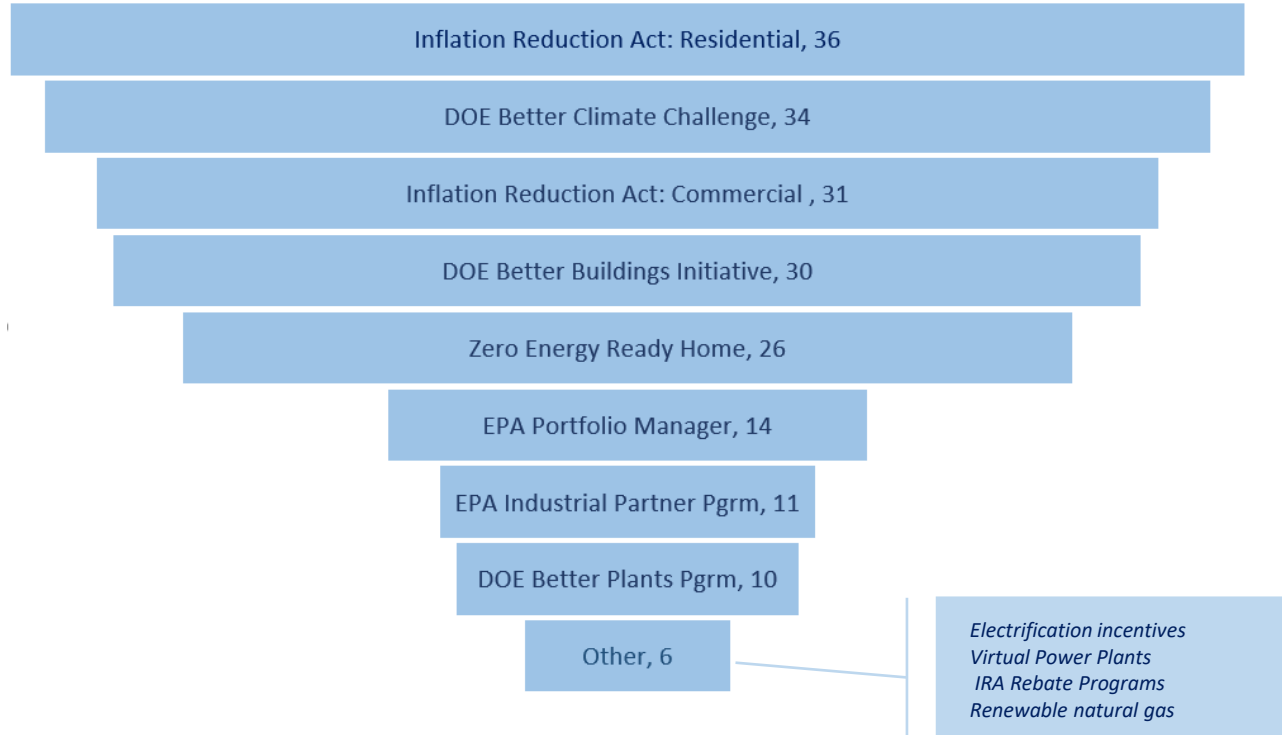 Inflation Reduction Act: Residential, 36
DOE Better Climate Challenge, 34
Inflation Reduction Act: Commercial , 31
DOE Better Buildings Initiative, 30
Zero Energy Ready Home, 26
EPA Portfolio Manager, 14
EPA Industrial Partner Pgrm, 11
DOE Better Plants Pgrm, 10
Other, 6
Electrification incentives
Virtual Power Plants
IRA Rebate Programs
Renewable natural gas